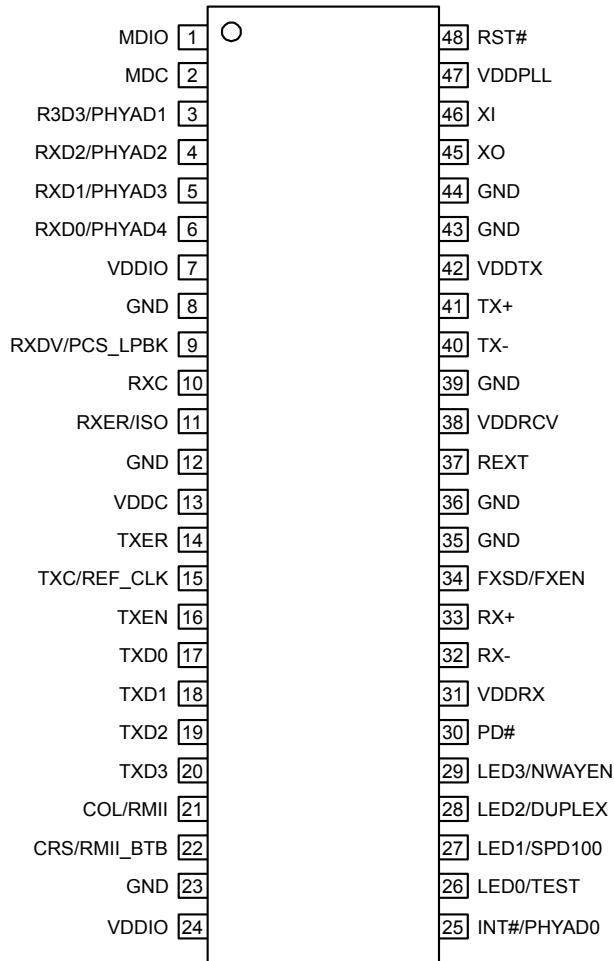 MDIO 1 48 RST#
MDC 2 47 VDDPLL
R3D3/PHYAD1 3 46 XI
RXD2/PHYAD2 4 45 XO
RXD1/PHYAD3 5 44 GND
RXD0/PHYAD4 6 43 GND
VDDIO 7 42 VDDTX
GND 8 41 TX+
RXDV/PCS_LPBK 9 40 TX-
RXC 10 39 GND
RXER/ISO 11 38 VDDRCV
GND 12 37 REXT
VDDC 13 36 GND
TXER 14 35 GND
TXC/REF_CLK 15 34 FXSD/FXEN
TXEN 16 33 RX+
TXD0 17 32 RX-
TXD1 18 31 VDDRX
TXD2 19 30 PD#
TXD3 20 29 LED3/NWAYEN
COL/RMII 21 28 LED2/DUPLEX
CRS/RMII_BTB 22 27 LED1/SPD100
GND 23 26 LED0/TEST
VDDIO 24 25 INT#/PHYAD0